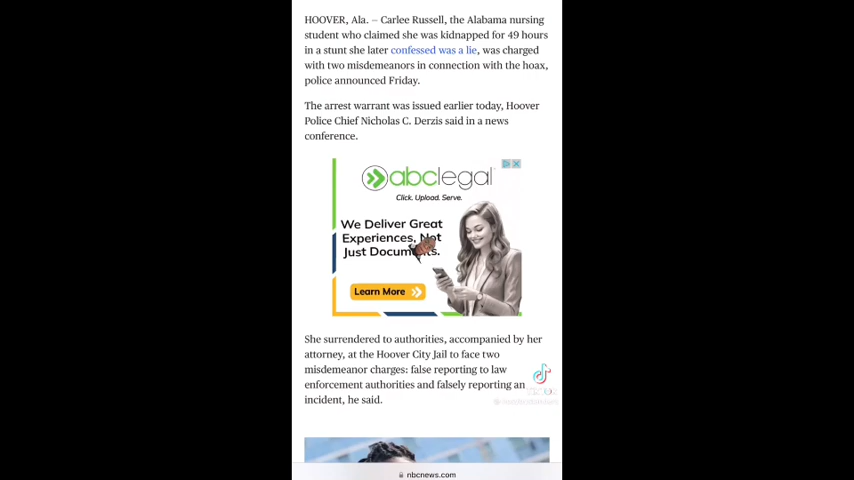 HOOVER, Ala. — Carlee Russell, the Alabama nursing
student who claimed she was kidnapped for 49 hours
in a stunt she later confessed was a lie, was charged
with two misdemeanors in connection with the hoax,
police announced Friday.
The arrest warrant was issued earlier today, Hoover
Police Chief Nicholas C. Derzis said in a news
conference.
abclegal
Click. Upload. Serve.
We Deliver Great
Experiences, Not
Just Documents.
Learn More
She surrendered to authorities, accompanied by her
attorney, at the Hoover City Jail to face two
misdemeanor charges: false reporting to law
enforcement authorities and falsely reporting an
incident, he said.
nbcnews.com